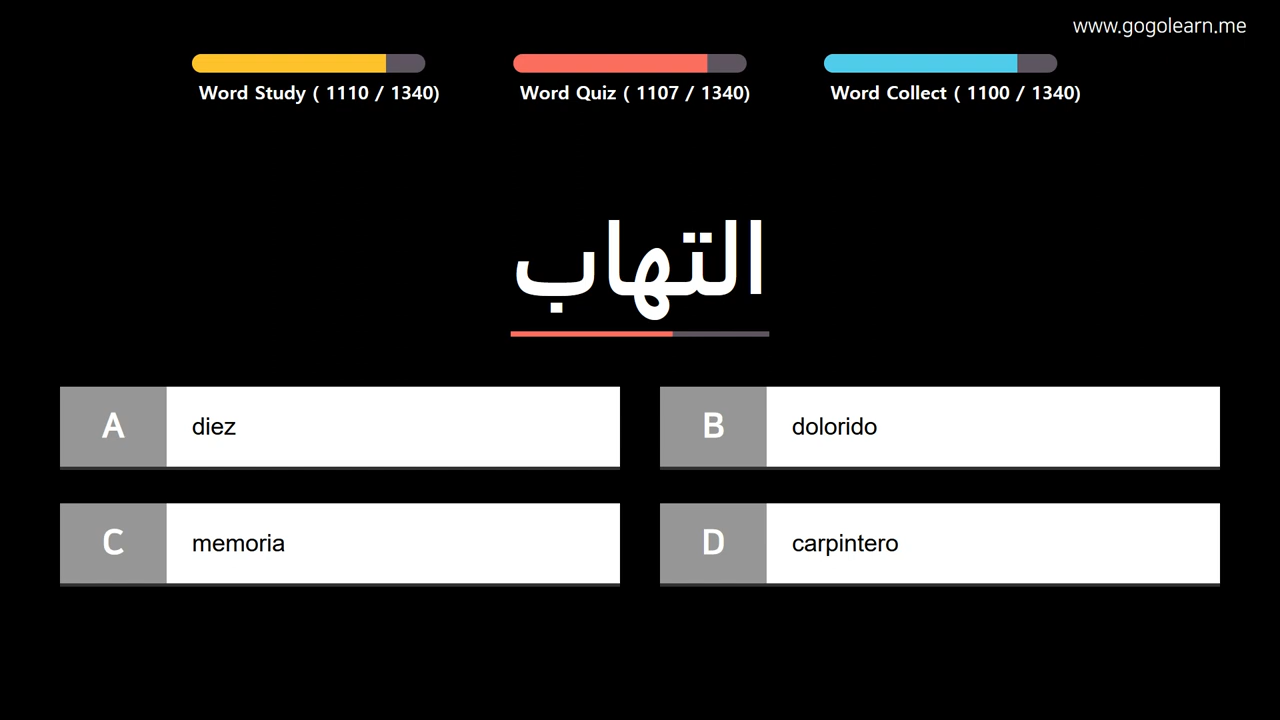 www.gogolearn.me
Word Study ( 1110 / 1340)
Word Quiz ( 1107 / 1340)
Word Collect ( 1100 / 1340)
التهاب
A diez
B dolorido
C memoria
D carpintero